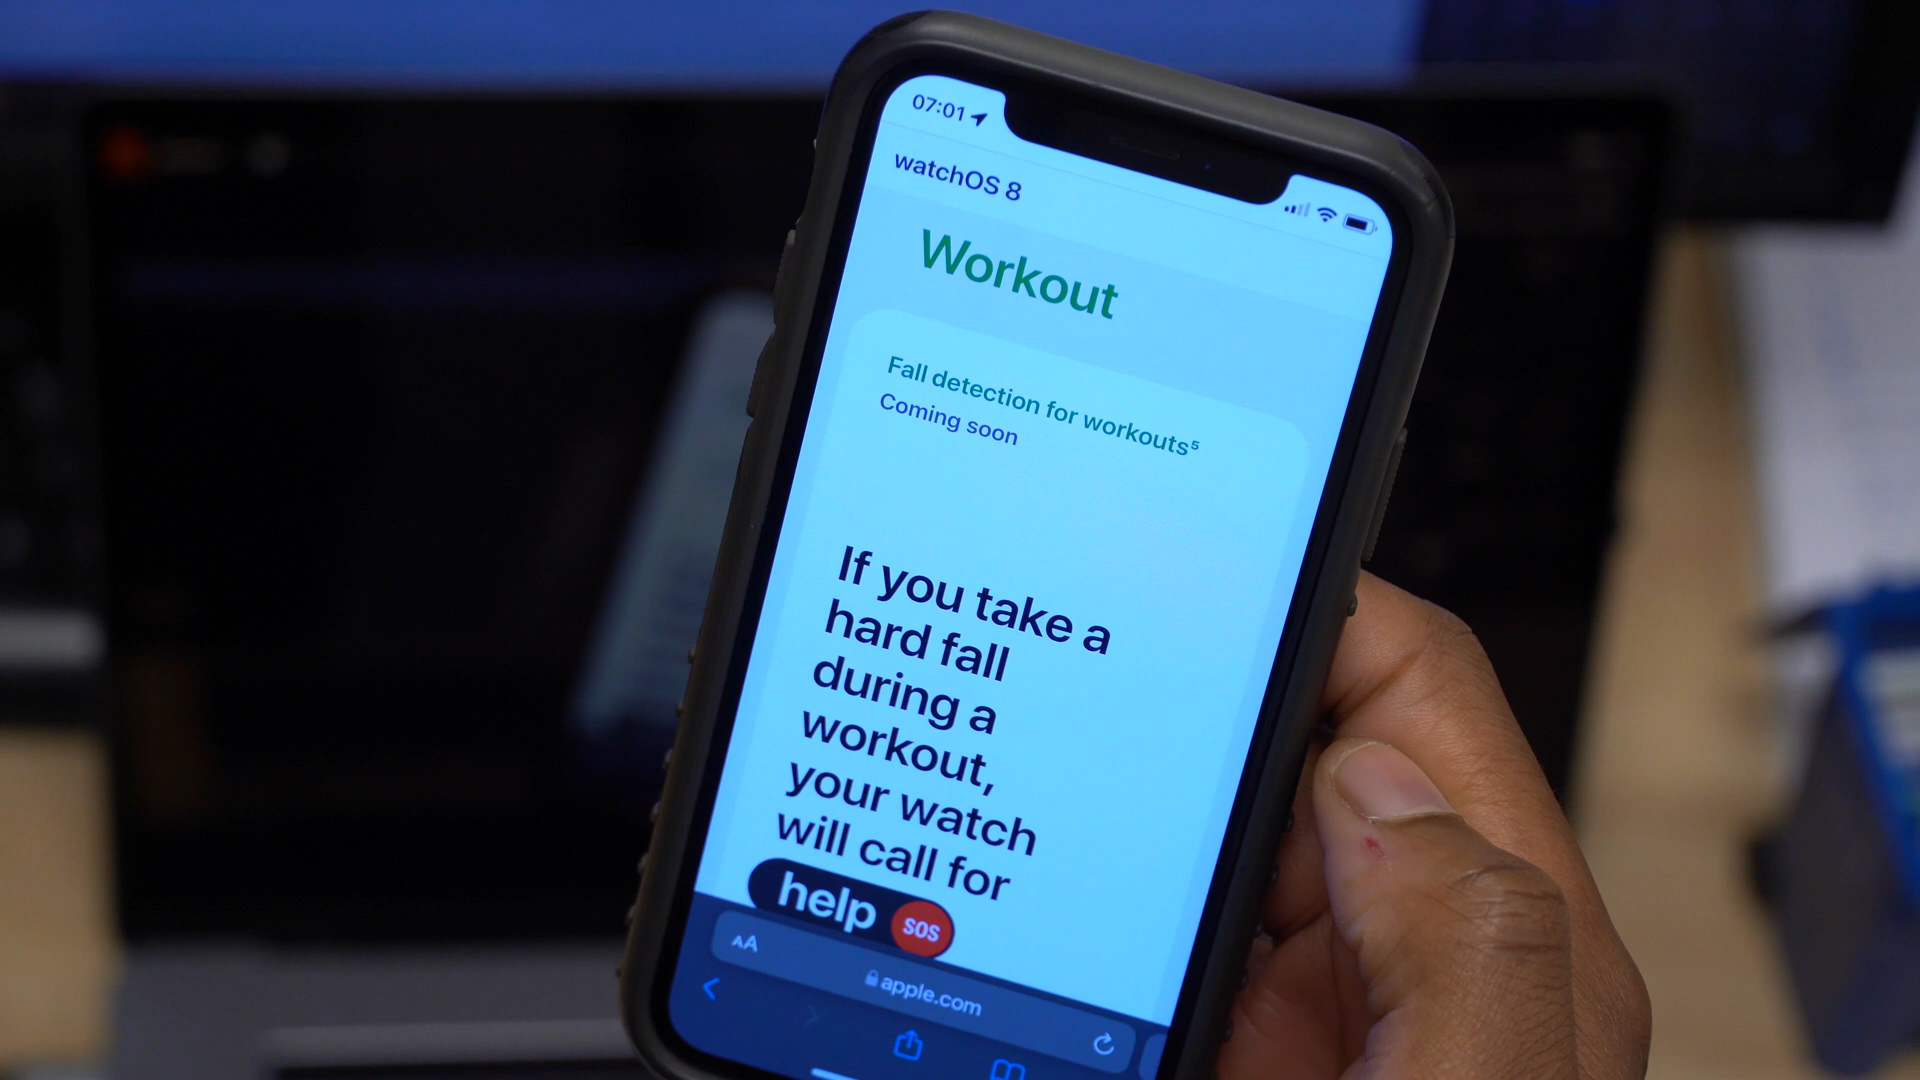 07:01
watchOS 8
Workout
Fall detection for workouts⁵
Coming soon
If you take a
hard fall
during a
workout,
your watch
will call for
help SOS
AA
apple.com